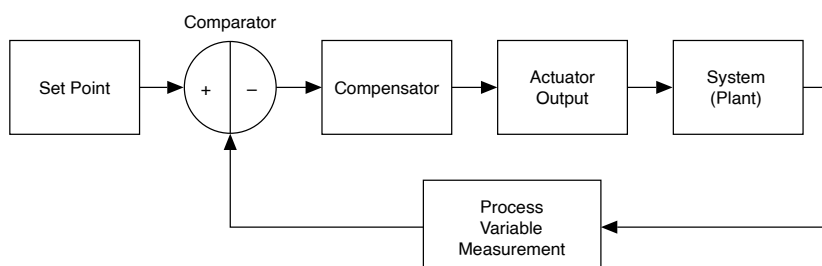 Comparator
Set Point
+ −
Compensator
Actuator
Output
System
(Plant)
Process
Variable
Measurement